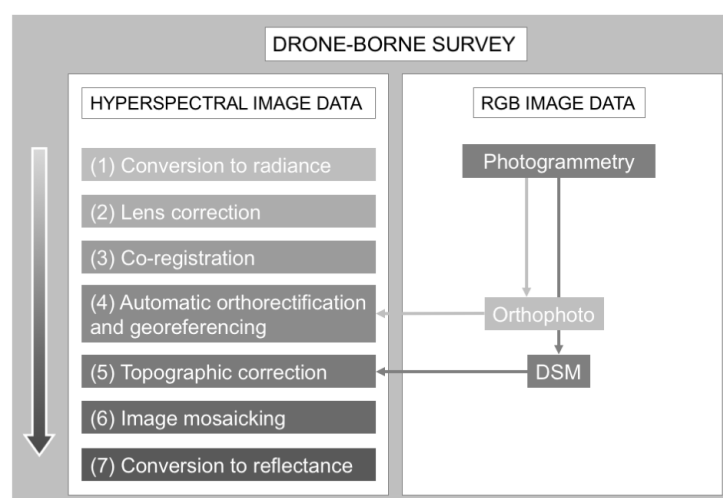 DRONE-BORNE SURVEY
HYPERSPECTRAL IMAGE DATA
(1) Conversion to radiance
(2) Lens correction
(3) Co-registration
(4) Automatic orthorectification
and georeferencing
(5) Topographic correction
(6) Image mosaicking
(7) Conversion to reflectance
RGB IMAGE DATA
Photogrammetry
Orthophoto
DSM